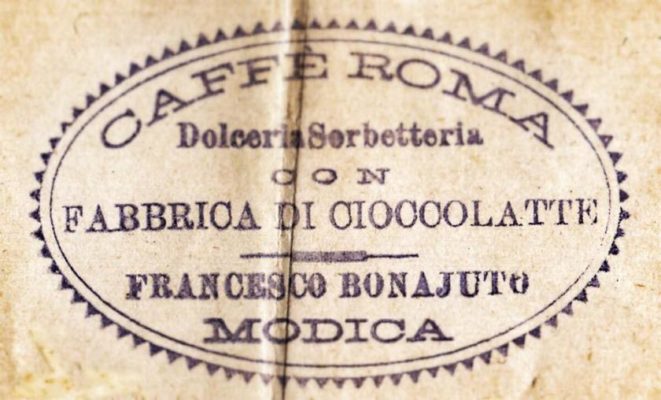 CAFFÈ ROMA
Dolceria Sorbetteria
CON
FABBRICA DI CIOCCOLATTE
FRANCESCO BONAJUTO
MODICA